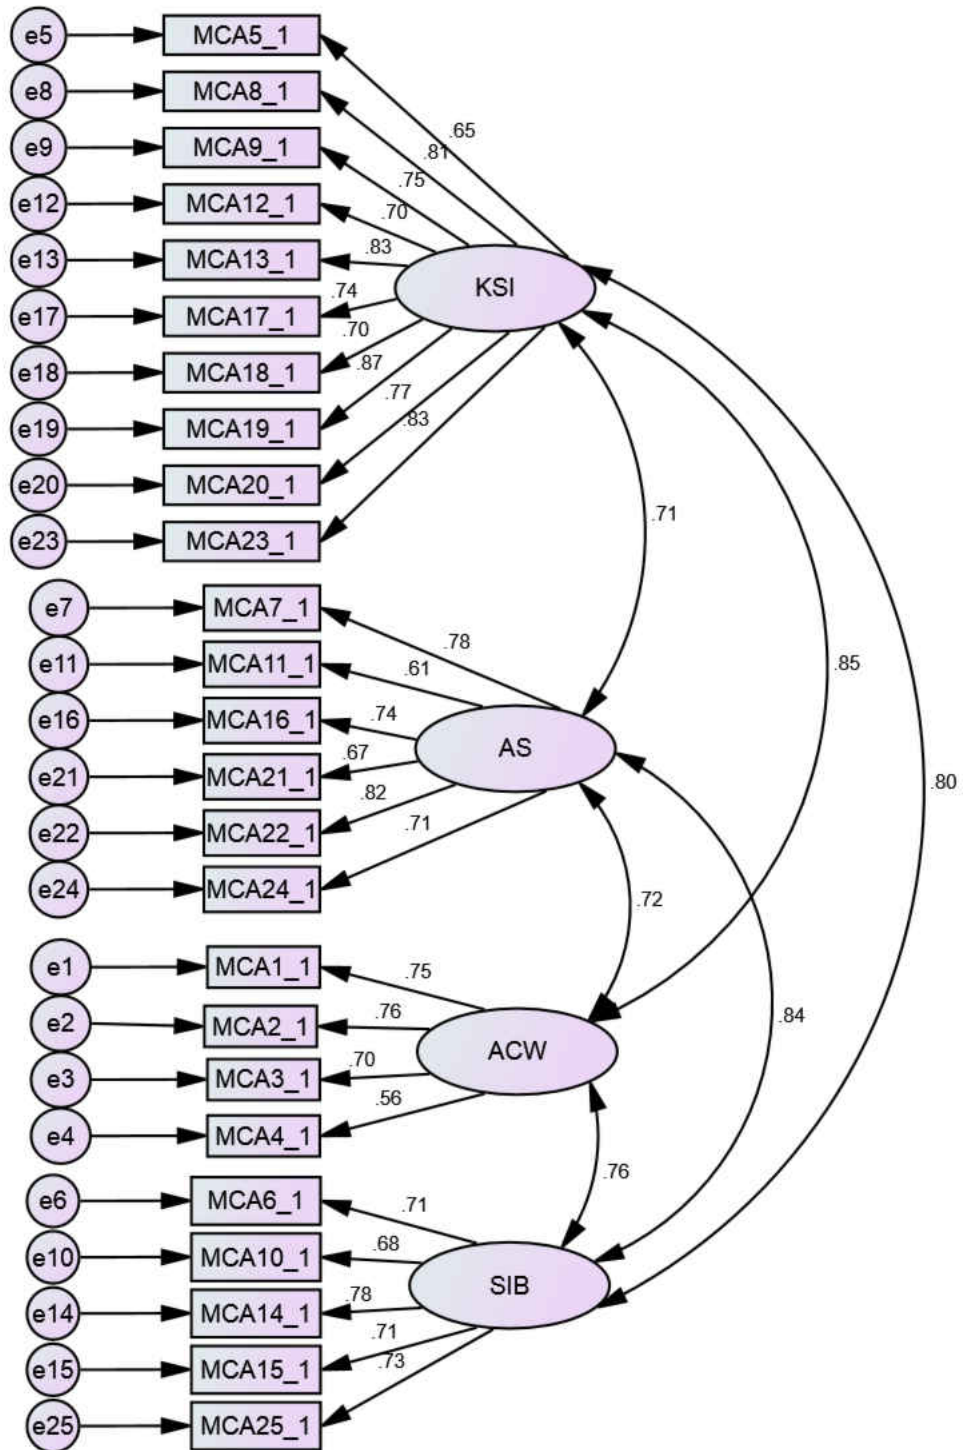 e5 MCA5_1
e8 MCA8_1
e9 MCA9_1
e12 MCA12_1
e13 MCA13_1
e17 MCA17_1
e18 MCA18_1
e19 MCA19_1
e20 MCA20_1
e23 MCA23_1
.65
.81
.75
.70
.83
.74
.70
.87
.77
.83
KSI
.71
.85
.80
e7 MCA7_1
e11 MCA11_1
e16 MCA16_1
e21 MCA21_1
e22 MCA22_1
e24 MCA24_1
.78
.61
.74
.67
.82
.71
AS
.72
.84
e1 MCA1_1
e2 MCA2_1
e3 MCA3_1
e4 MCA4_1
.75
.76
.70
.56
ACW
.76
e6 MCA6_1
e10 MCA10_1
e14 MCA14_1
e15 MCA15_1
e25 MCA25_1
.71
.68
.78
.71
.73
SIB